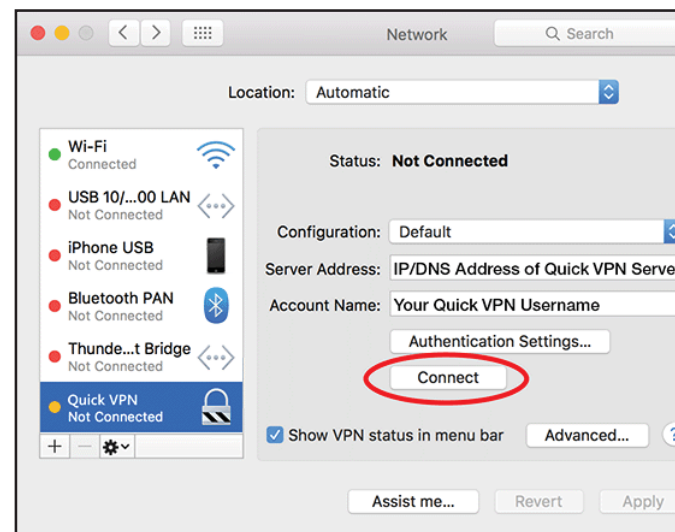 Network
Search
Location: Automatic
Wi-Fi
Connected
USB 10/...00 LAN
Not Connected
iPhone USB
Not Connected
Bluetooth PAN
Not Connected
Thunde...t Bridge
Not Connected
Quick VPN
Not Connected
Status: Not Connected
Configuration: Default
Server Address: IP/DNS Address of Quick VPN Serve
Account Name: Your Quick VPN Username
Authentication Settings...
Connect
Show VPN status in menu bar
Advanced...
?
Assist me...
Revert
Apply